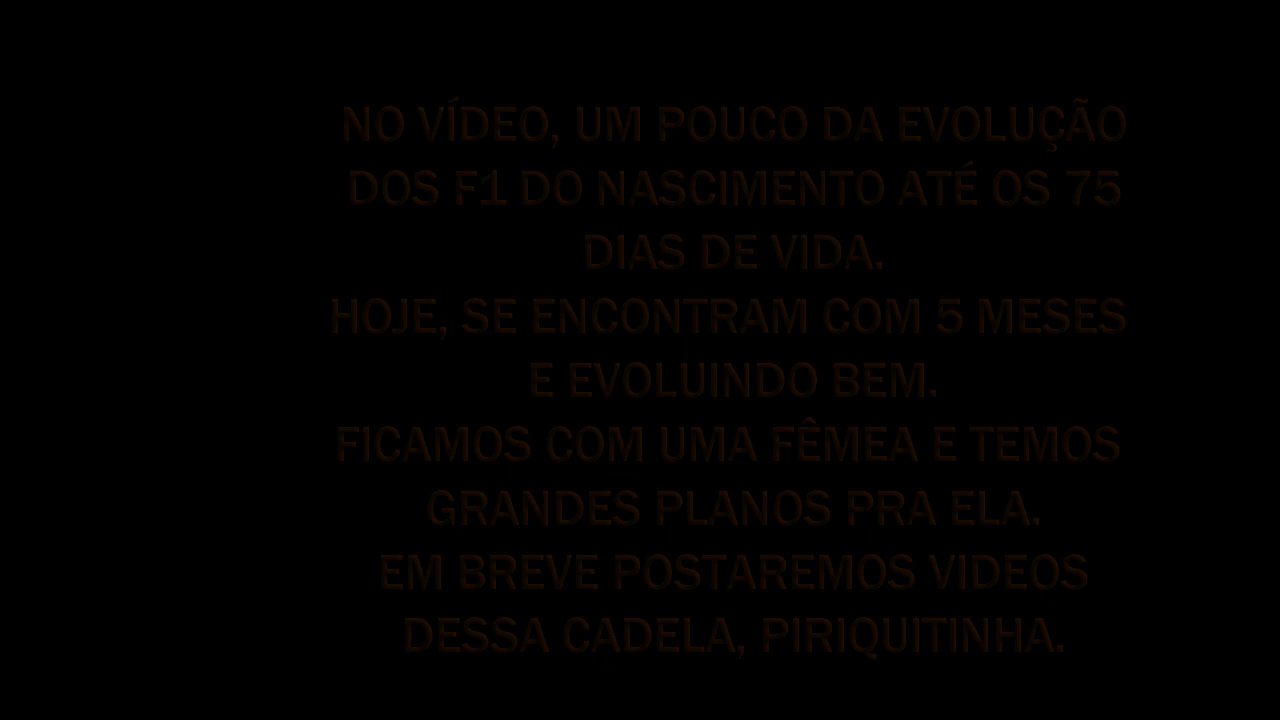 NO VÍDEO, UM POUCO DA EVOLUÇÃO
DOS F1 DO NASCIMENTO ATÉ OS 75
DIAS DE VIDA.
HOJE, SE ENCONTRAM COM 5 MESES
E EVOLUINDO BEM.
FICAMOS COM UMA FÊMEA E TEMOS
GRANDES PLANOS PRA ELA.
EM BREVE POSTAREMOS VIDEOS
DESSA CADELA, PIRIQUITINHA.